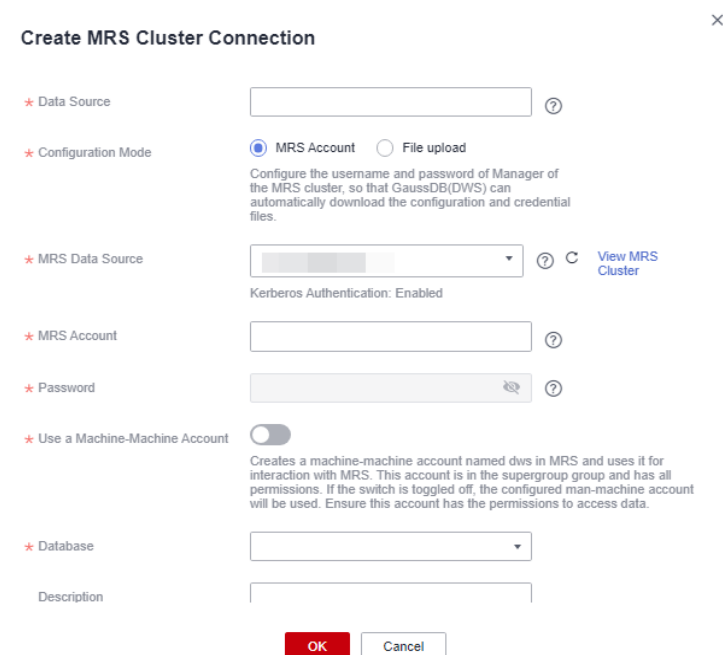 Create MRS Cluster Connection
* Data Source
* Configuration Mode
MRS Account
File upload
Configure the username and password of Manager of
the MRS cluster, so that GaussDB(DWS) can
automatically download the configuration and credential
files.
* MRS Data Source
View MRS
Cluster
Kerberos Authentication: Enabled
* MRS Account
* Password
* Use a Machine-Machine Account
Creates a machine-machine account named dws in MRS and uses it for
interaction with MRS. This account is in the supergroup group and has all
permissions. If the switch is toggled off, the configured man-machine account
will be used. Ensure this account has the permissions to access data.
* Database
Description
OK
Cancel